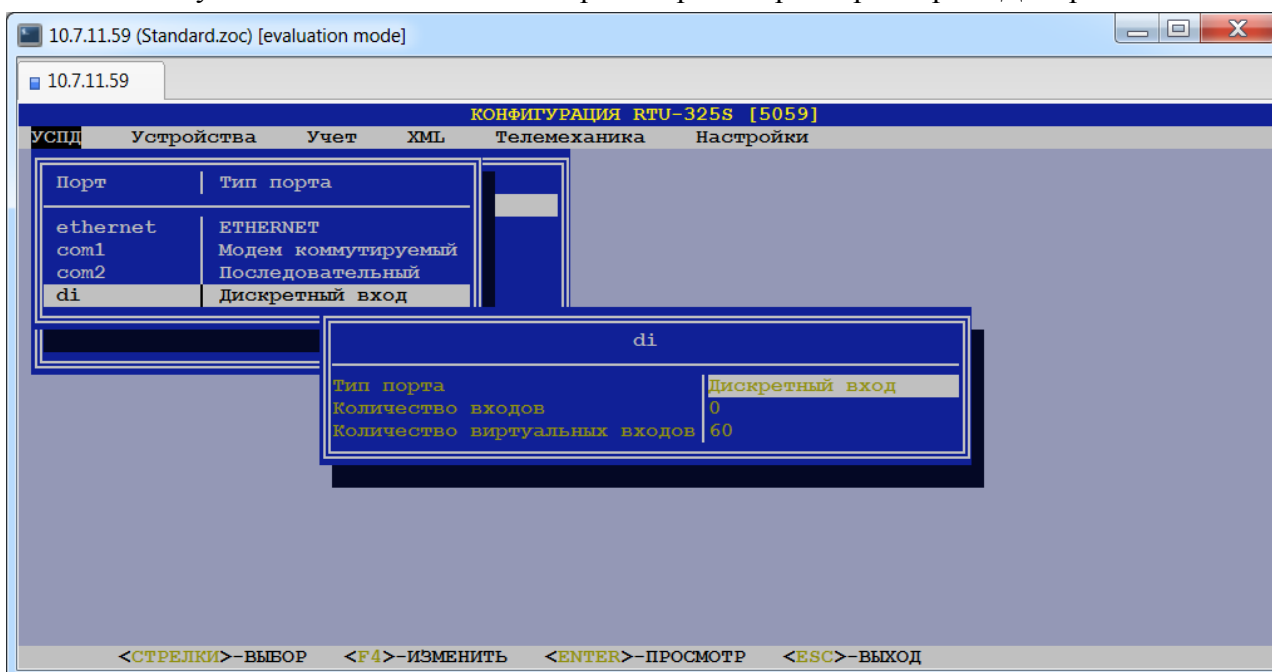 10.7.11.59 (Standard.zoc) [evaluation mode]
10.7.11.59
КОНФИГУРАЦИЯ RTU-325S [5059]
УСПД Устройства Учет XML Телемеханика Настройки
Порт Тип порта
ethernet ETHERNET
com1 Модем коммутируемый
com2 Последовательный
di Дискретный вход
di
Тип порта Дискретный вход
Количество входов 0
Количество виртуальных входов 60
<СТРЕЛКИ>-ВЫБОР <F4>-ИЗМЕНИТЬ <ENTER>-ПРОСМОТР <ESC>-ВЫХОД